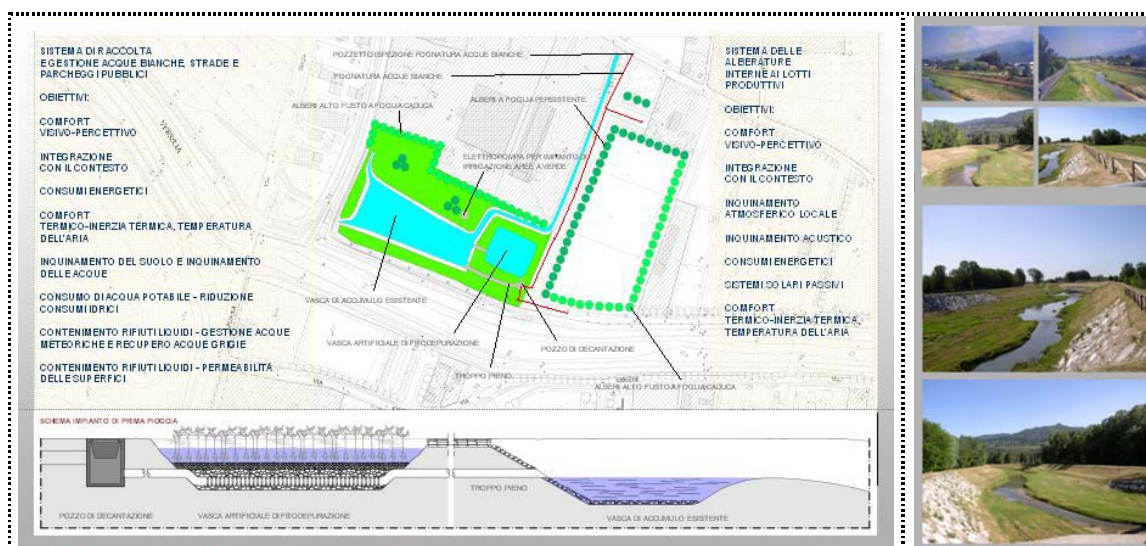 SISTEMA DI RACCOLTA
E GESTIONE ACQUE BIANCHE, STRADE E
PARCHEGGI PUBBLICI
OBIETTIVI:
COMFORT
VISIVO-PERCETTIVO
INTEGRAZIONE
CON IL CONTESTO
CONSUMI ENERGETICI
COMFORT
TERMICO-INERZIA TERMICA, TEMPERATURA
DELL'ARIA
INQUINAMENTO DEL SUOLO E INQUINAMENTO
DELLE ACQUE
CONSUMO DI ACQUA POTABILE - RIDUZIONE
CONSUMI IDRICI
CONTENIMENTO RIFIUTI LIQUIDI - GESTIONE ACQUE
METEORICHE E RECUPERO ACQUE GRIGIE
CONTENIMENTO RIFIUTI LIQUIDI - PERMEABILITÀ
DELLE SUPERFICI
POZZETTO ISPEZIONE FOGNATURA ACQUE BIANCHE
FOGNATURA ACQUE BIANCHE
ALBERI ALTO FUSTO A FOGLIA CADUCA
ALBERI A FOGLIA PERSISTENTE
ELETTROPOMPA PER IMPIANTO DI
IRRIGAZIONE AREE A VERDE
VASCA DI ACCUMULO ESISTENTE
VASCA ARTIFICIALE DI FITODEPURAZIONE
TROPPO PIENO
POZZO DI DECANTAZIONE
ALBERI ALTO FUSTO A FOGLIA CADUCA
SISTEMA DELLE
ALBERATURE
INTERNE AI LOTTI
PRODUTTIVI
OBIETTIVI:
COMFORT
VISIVO-PERCETTIVO
INTEGRAZIONE
CON IL CONTESTO
INQUINAMENTO
ATMOSFERICO LOCALE
INQUINAMENTO ACUSTICO
CONSUMI ENERGETICI
SISTEMI SOLARI PASSIVI
COMFORT
TERMICO-INERZIA TERMICA,
TEMPERATURA DELL'ARIA
SCHEMA IMPIANTO DI PRIMA PIOGGIA
POZZO DI DECANTAZIONE
VASCA ARTIFICIALE DI FITODEPURAZIONE
TROPPO PIENO
VASCA DI ACCUMULO ESISTENTE